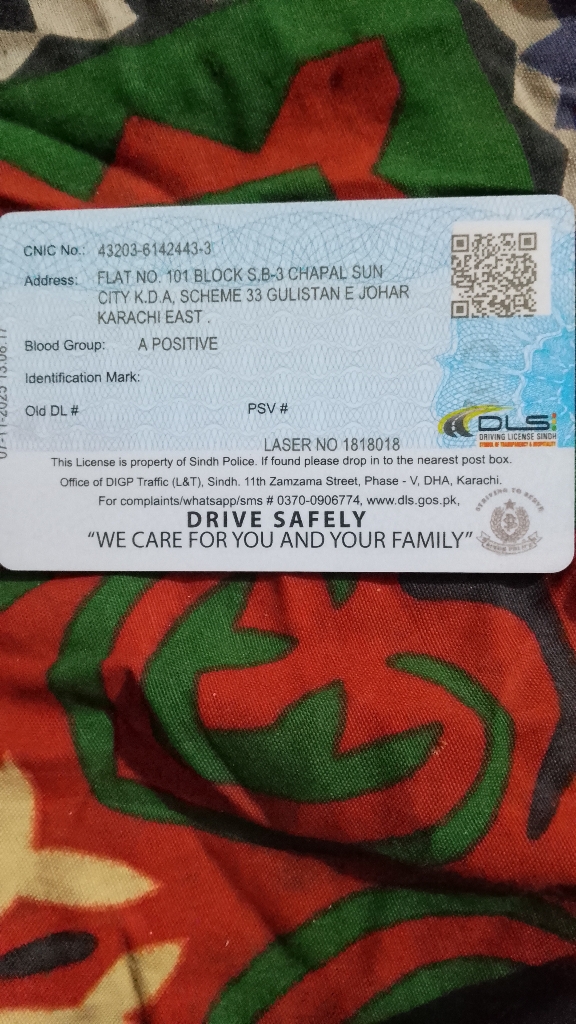 CNIC No.: 43203-6142443-3
Address: FLAT NO. 101 BLOCK S,B-3 CHAPAL SUN
CITY K.D.A, SCHEME 33 GULISTAN E JOHAR
KARACHI EAST .
Blood Group: A POSITIVE
Identification Mark:
Old DL # PSV #
DLS
DRIVING LICENSE SINDH
LASER NO 1818018
This License is property of Sindh Police. If found please drop in to the nearest post box.
Office of DIGP Traffic (L&T), Sindh. 11th Zamzama Street, Phase - V, DHA, Karachi.
For complaints/whatsapp/sms # 0370-0906774, www.dls.gos.pk,
DRIVE SAFELY
"WE CARE FOR YOU AND YOUR FAMILY"
STRIVING TO SERVE